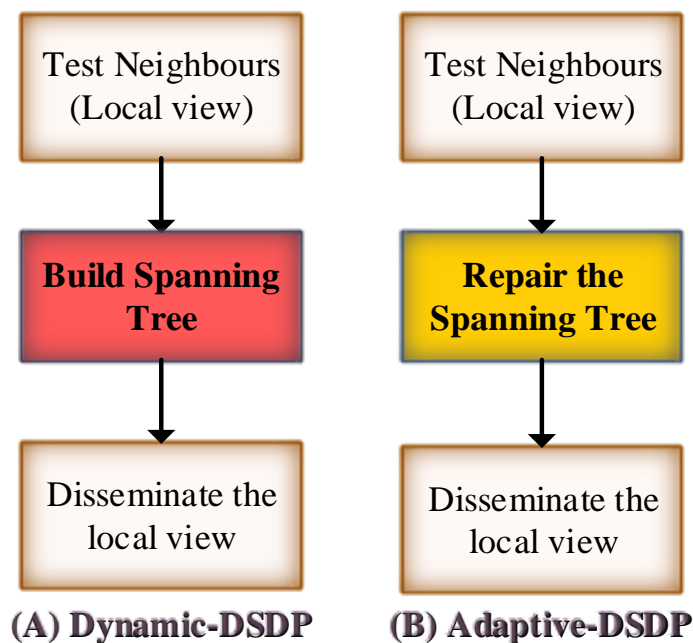 Test Neighbours
(Local view)
Build Spanning
Tree
Disseminate the
local view
(A) Dynamic-DSDP
Test Neighbours
(Local view)
Repair the
Spanning Tree
Disseminate the
local view
(B) Adaptive-DSDP